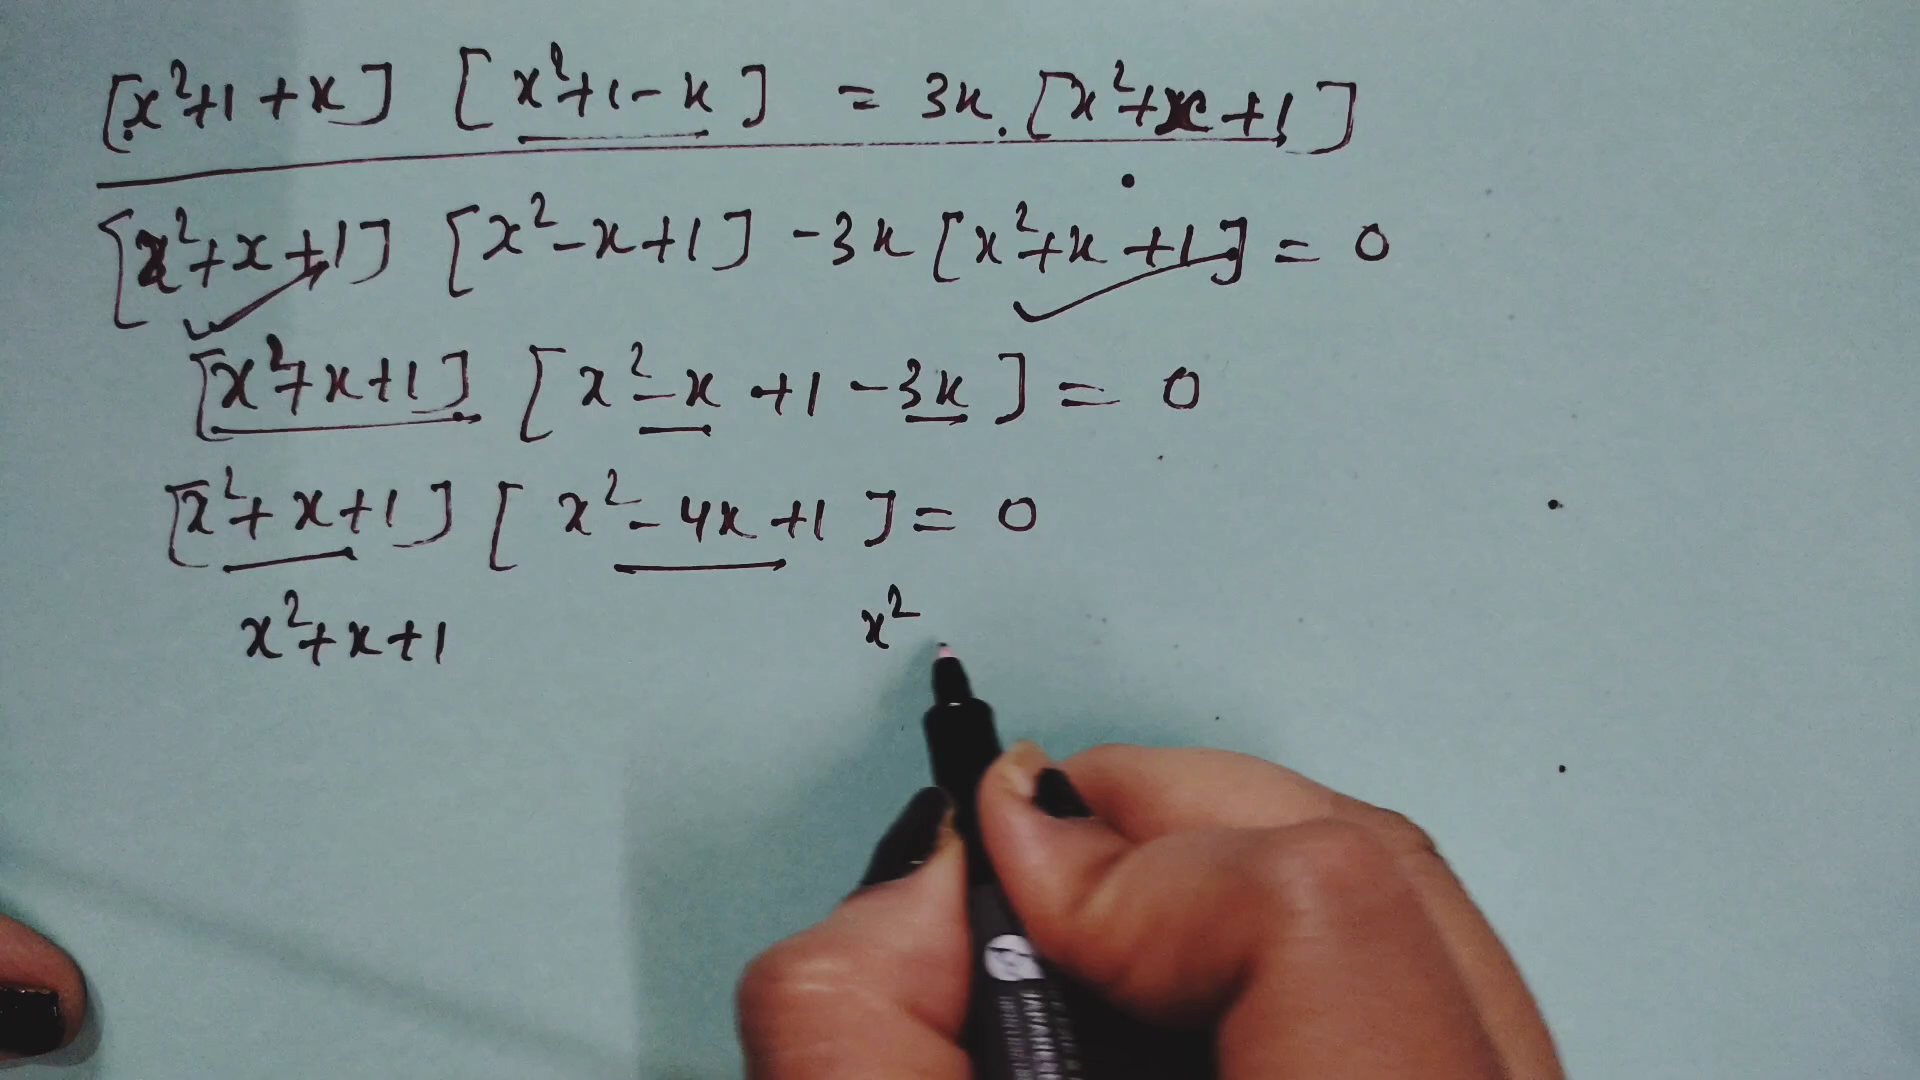 [x²+1+x] [x²+1-x] = 3x.[x²+x+1]
[x²+x+1] [x²-x+1] -3x[x²+x+1] = 0
[x²+x+1] [x²-x+1-3x] = 0
[x²+x+1] [x²-4x+1] = 0
x²+x+1 x²